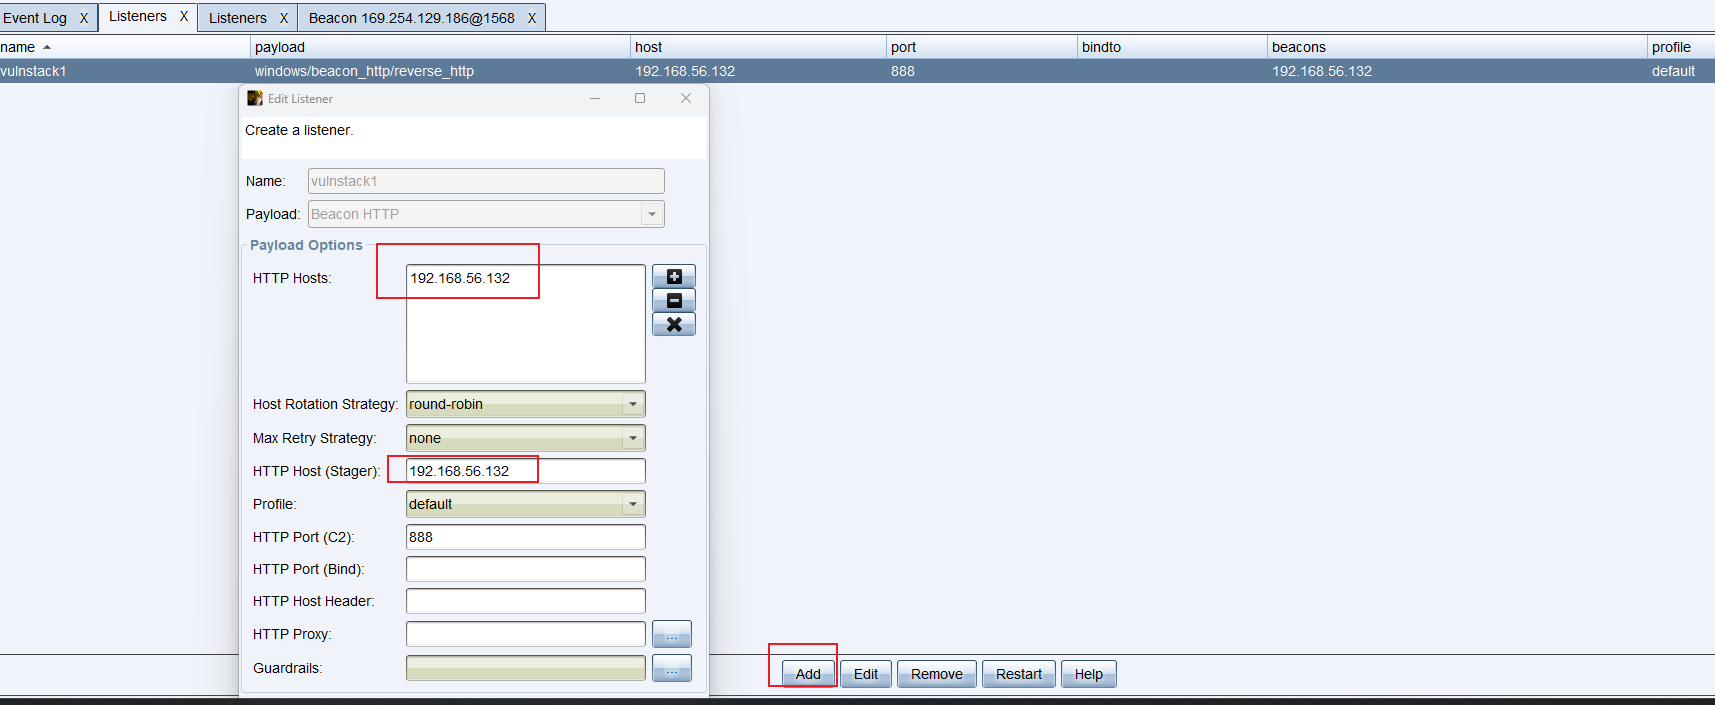 Event Log X Listeners X Listeners X Beacon 169.254.129.186@1568 X
name payload host port bindto beacons profile
vulnstack1 windows/beacon_http/reverse_http 192.168.56.132 888 192.168.56.132 default
Edit Listener
Create a listener.
Name: vulnstack1
Payload: Beacon HTTP
Payload Options
HTTP Hosts: 192.168.56.132
Host Rotation Strategy: round-robin
Max Retry Strategy: none
HTTP Host (Stager): 192.168.56.132
Profile: default
HTTP Port (C2): 888
HTTP Port (Bind):
HTTP Host Header:
HTTP Proxy: ...
Guardrails: ...
Add Edit Remove Restart Help